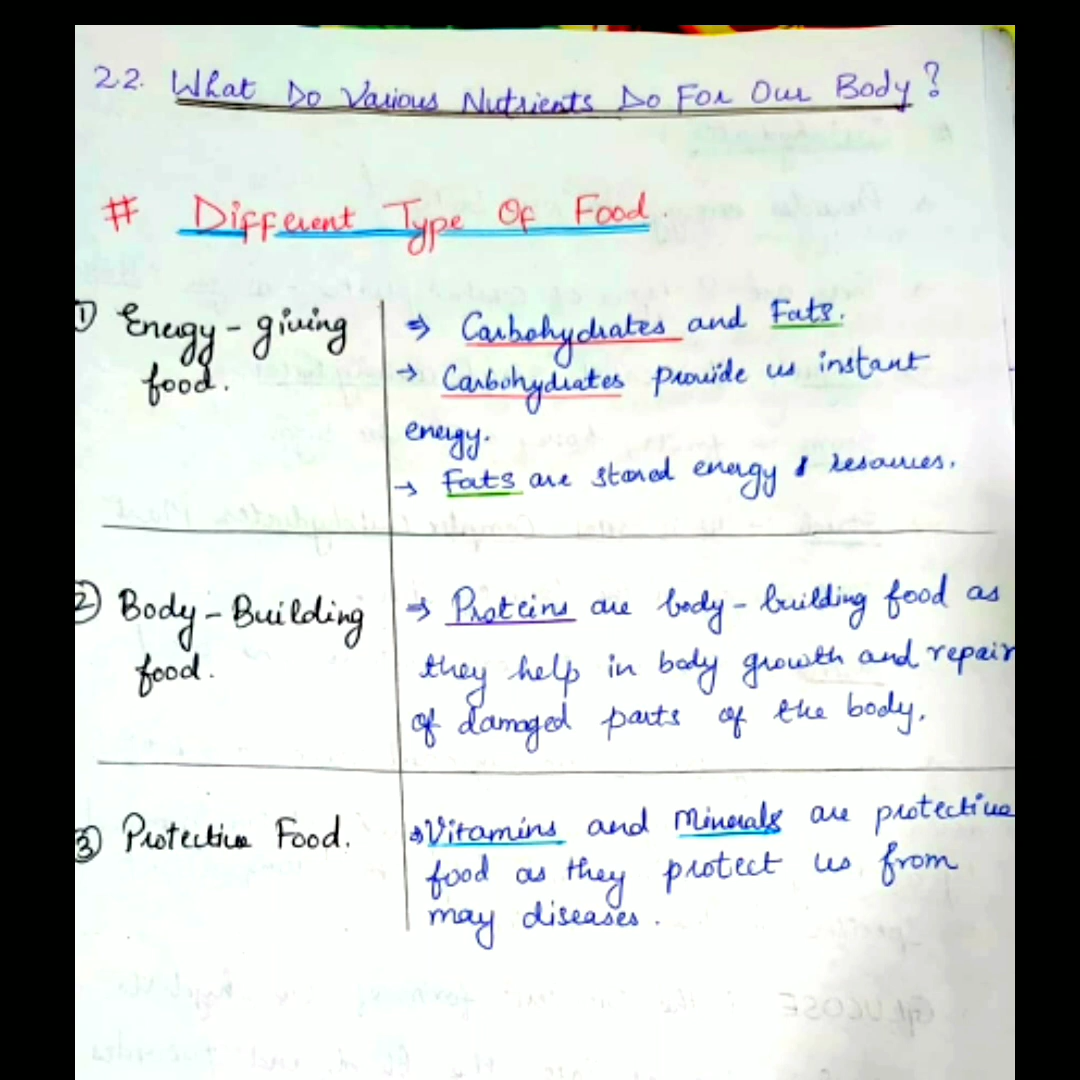 2.2. What Do Various Nutrients Do For Our Body?
# Different Type Of Food.
① Energy - giving food.
⇒ Carbohydrates and Fats.
→ Carbohydrates provide us instant
energy.
→ Fats are stored energy resources.
② Body - Building food.
⇒ Proteins are body - building food as
they help in body growth and repair
of damaged parts of the body.
③ Protective Food.
⇒ Vitamins and Minerals are protective
food as they protect us from
may diseases.
GLUCOSE